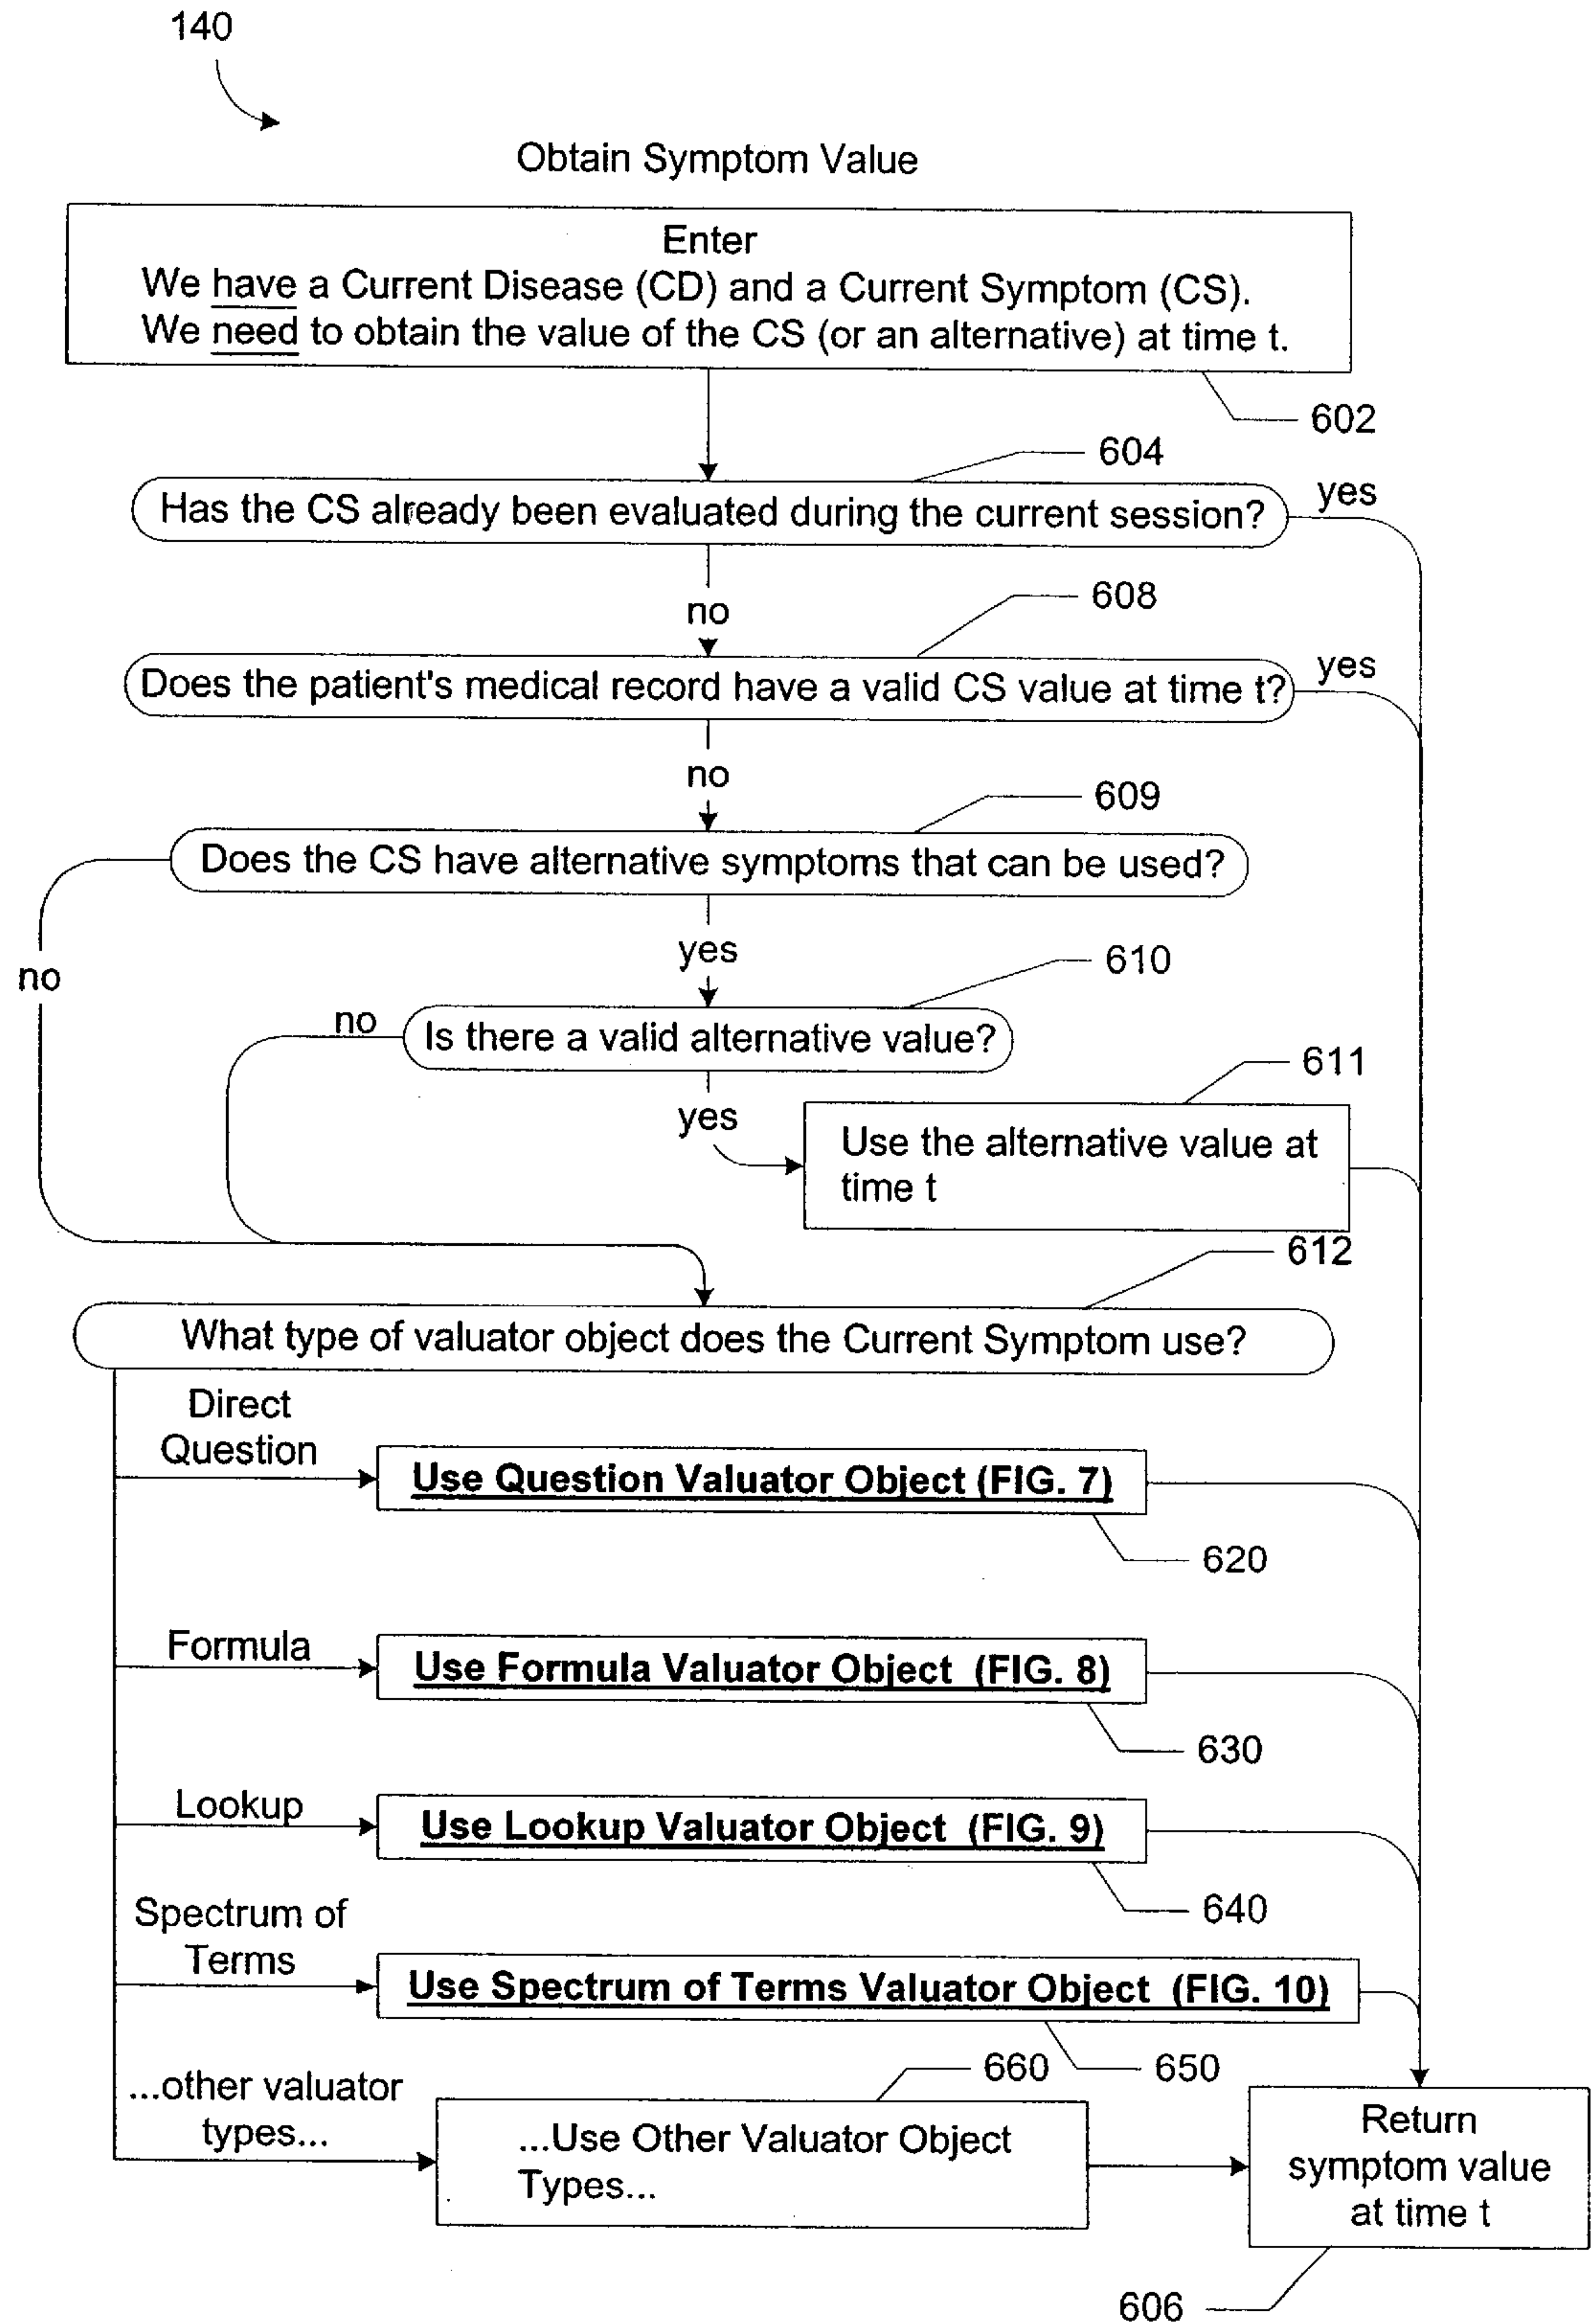 140
Obtain Symptom Value
Enter
We have a Current Disease (CD) and a Current Symptom (CS).
We need to obtain the value of the CS (or an alternative) at time t.
602
604
Has the CS already been evaluated during the current session?
yes
no
608
Does the patient's medical record have a valid CS value at time t?
yes
no
609
Does the CS have alternative symptoms that can be used?
no
yes
610
Is there a valid alternative value?
no
yes
611
Use the alternative value at
time t
612
What type of valuator object does the Current Symptom use?
Direct
Question
Use Question Valuator Object (FIG. 7)
620
Formula
Use Formula Valuator Object (FIG. 8)
630
Lookup
Use Lookup Valuator Object (FIG. 9)
640
Spectrum of
Terms
Use Spectrum of Terms Valuator Object (FIG. 10)
650
660
...other valuator
types...
...Use Other Valuator Object
Types...
Return
symptom value
at time t
606